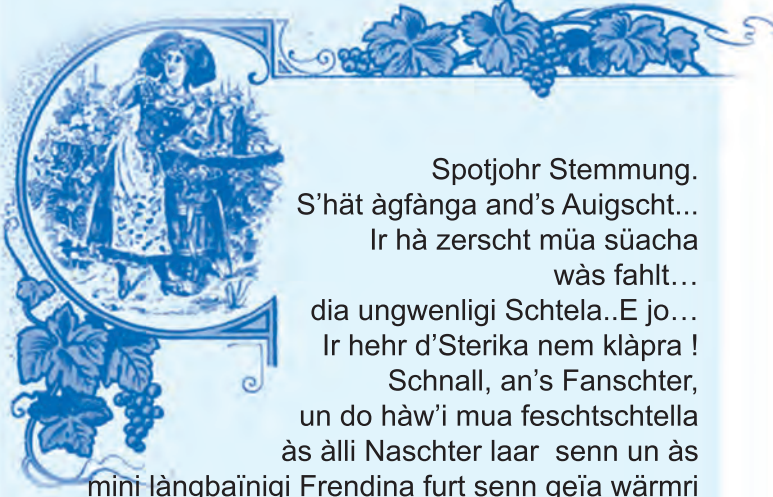 Spotjohr Stemmung.
S'hät àgfànga and's Auigscht...
Ir hà zerscht müa süacha
wàs fahlt…
dia ungwenligi Schtela..E jo…
Ir hehr d'Sterika nem klàpra !
Schnall, an's Fanschter,
un do hàw'i mua feschtschtella
às àlli Naschter laar senn un às
mini làngbaïnigi Frendina furt senn geïa wärmri